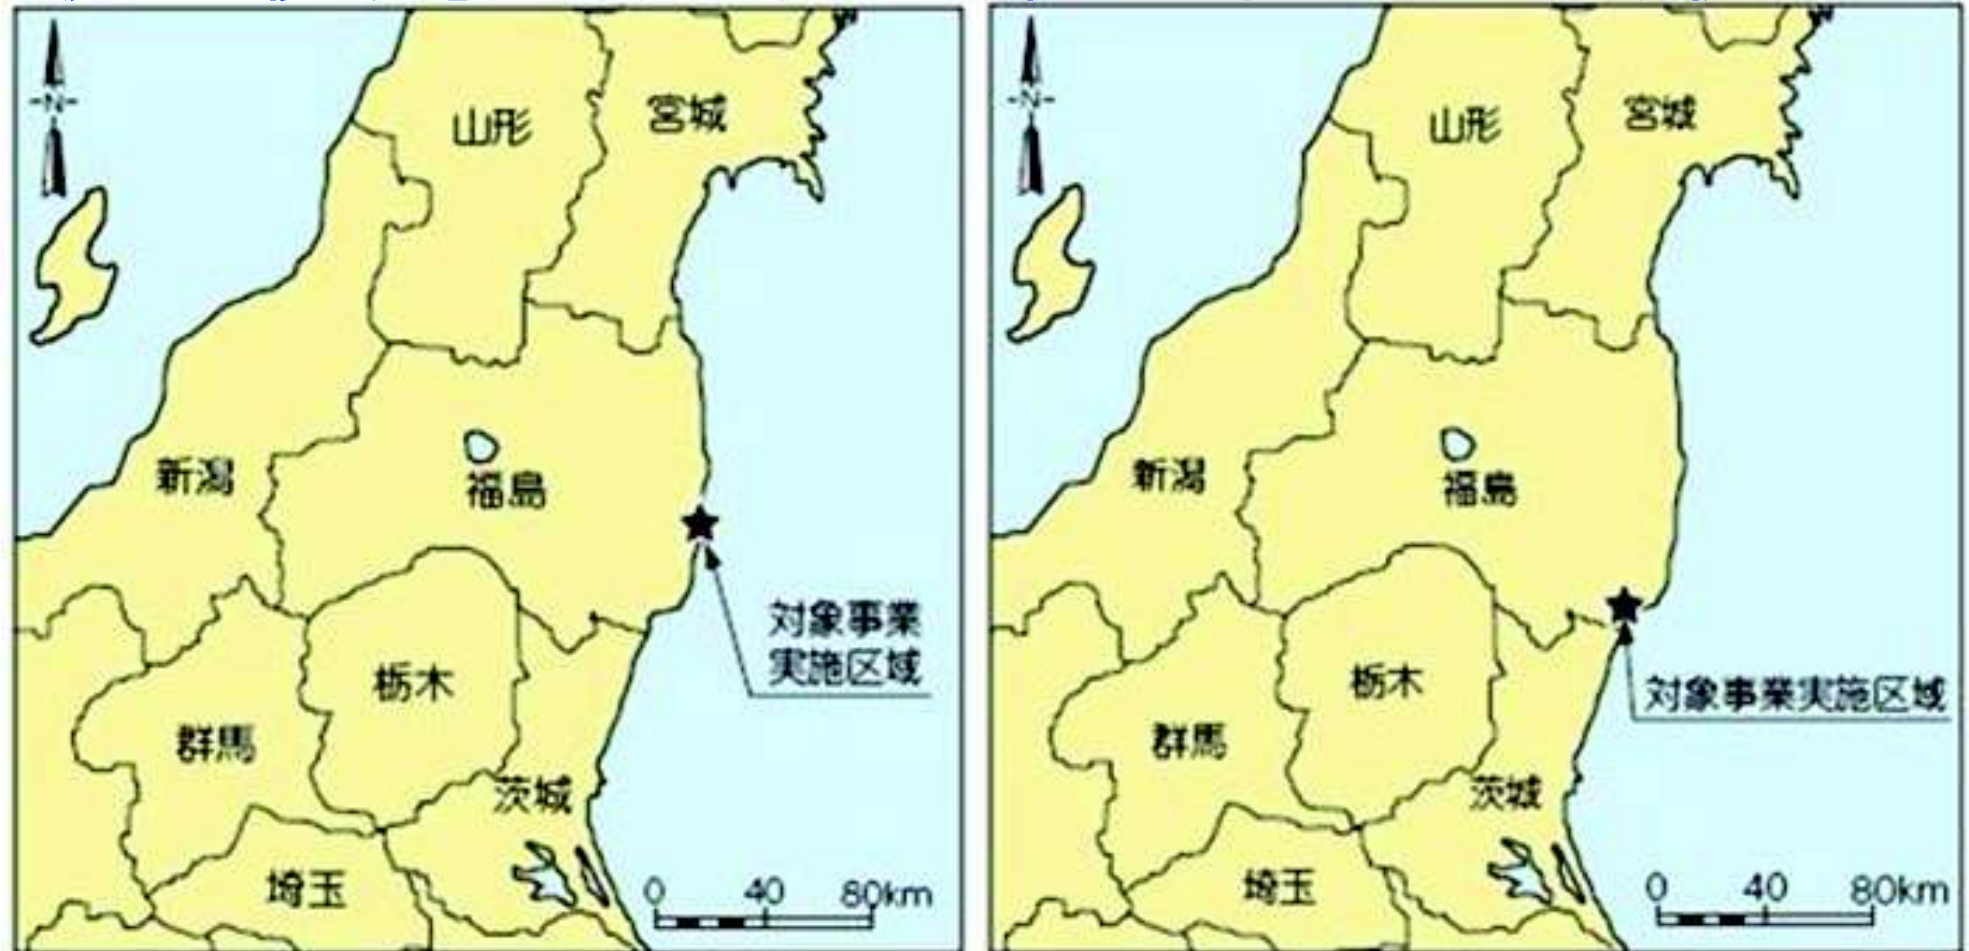 N
山形
宮城
新潟
福島
対象事業
実施区域
栃木
群馬
茨城
埼玉
0 40 80km
N
山形
宮城
新潟
福島
対象事業実施区域
栃木
群馬
茨城
埼玉
0 40 80km